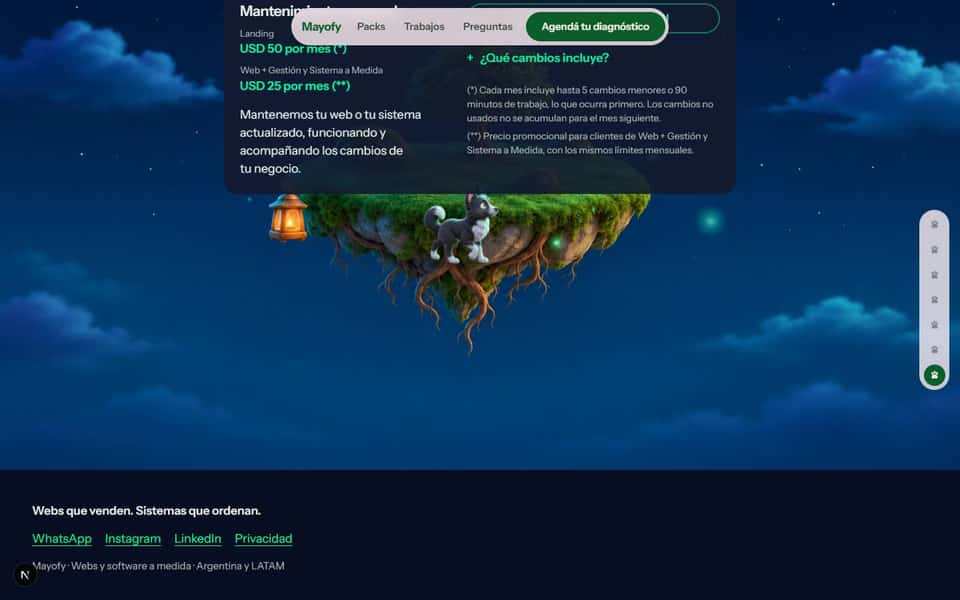 Mayofy Packs Trabajos Preguntas Agendá tu diagnóstico
Landing
USD 50 por mes (*)
Web + Gestión y Sistema a Medida
USD 25 por mes (**)
Mantenemos tu web o tu sistema
actualizado, funcionando y
acompañando los cambios de
tu negocio.
+ ¿Qué cambios incluye?
(*) Cada mes incluye hasta 5 cambios menores o 90
minutos de trabajo, lo que ocurra primero. Los cambios no
usados no se acumulan para el mes siguiente.
(**) Precio promocional para clientes de Web + Gestión y
Sistema a Medida, con los mismos límites mensuales.
Webs que venden. Sistemas que ordenan.
WhatsApp Instagram LinkedIn Privacidad
Mayofy · Webs y software a medida · Argentina y LATAM
N